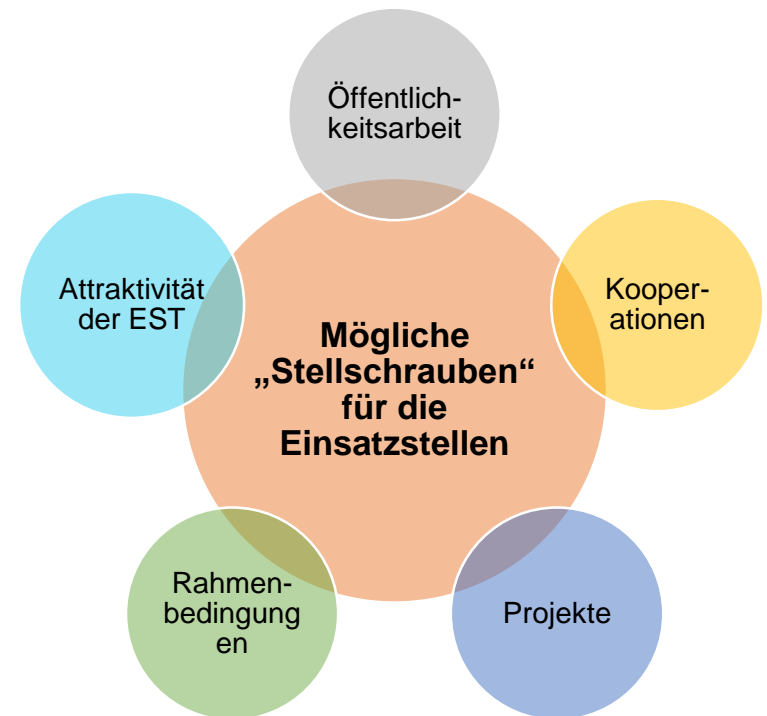 Öffentlich-
keitsarbeit
Attraktivität
der EST
Kooper-
ationen
Mögliche
„Stellschrauben“
für die
Einsatzstellen
Rahmen-
bedingung
en
Projekte